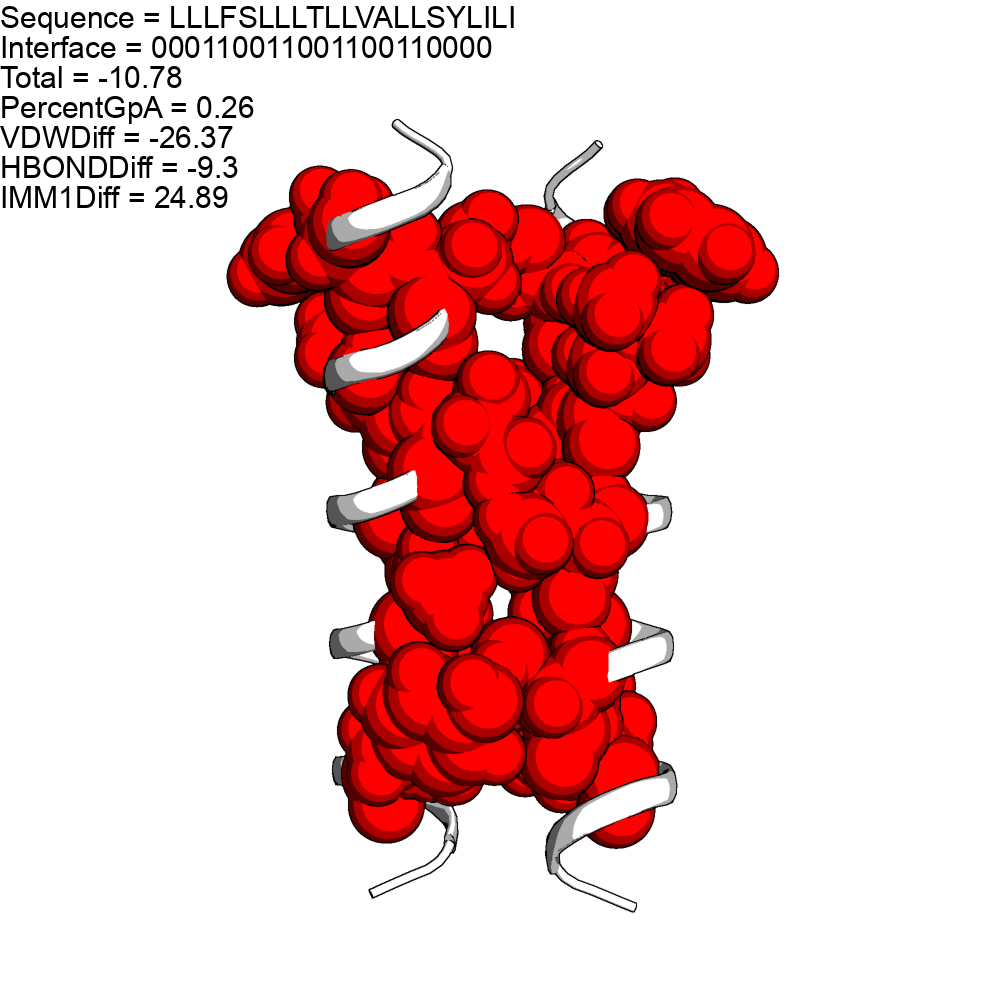 Sequence = LLLFSLLLTLLVALLSYLILI
Interface = 000110011001100110000
Total = -10.78
PercentGpA = 0.26
VDWDiff = -26.37
HBONDDiff = -9.3
IMM1Diff = 24.89